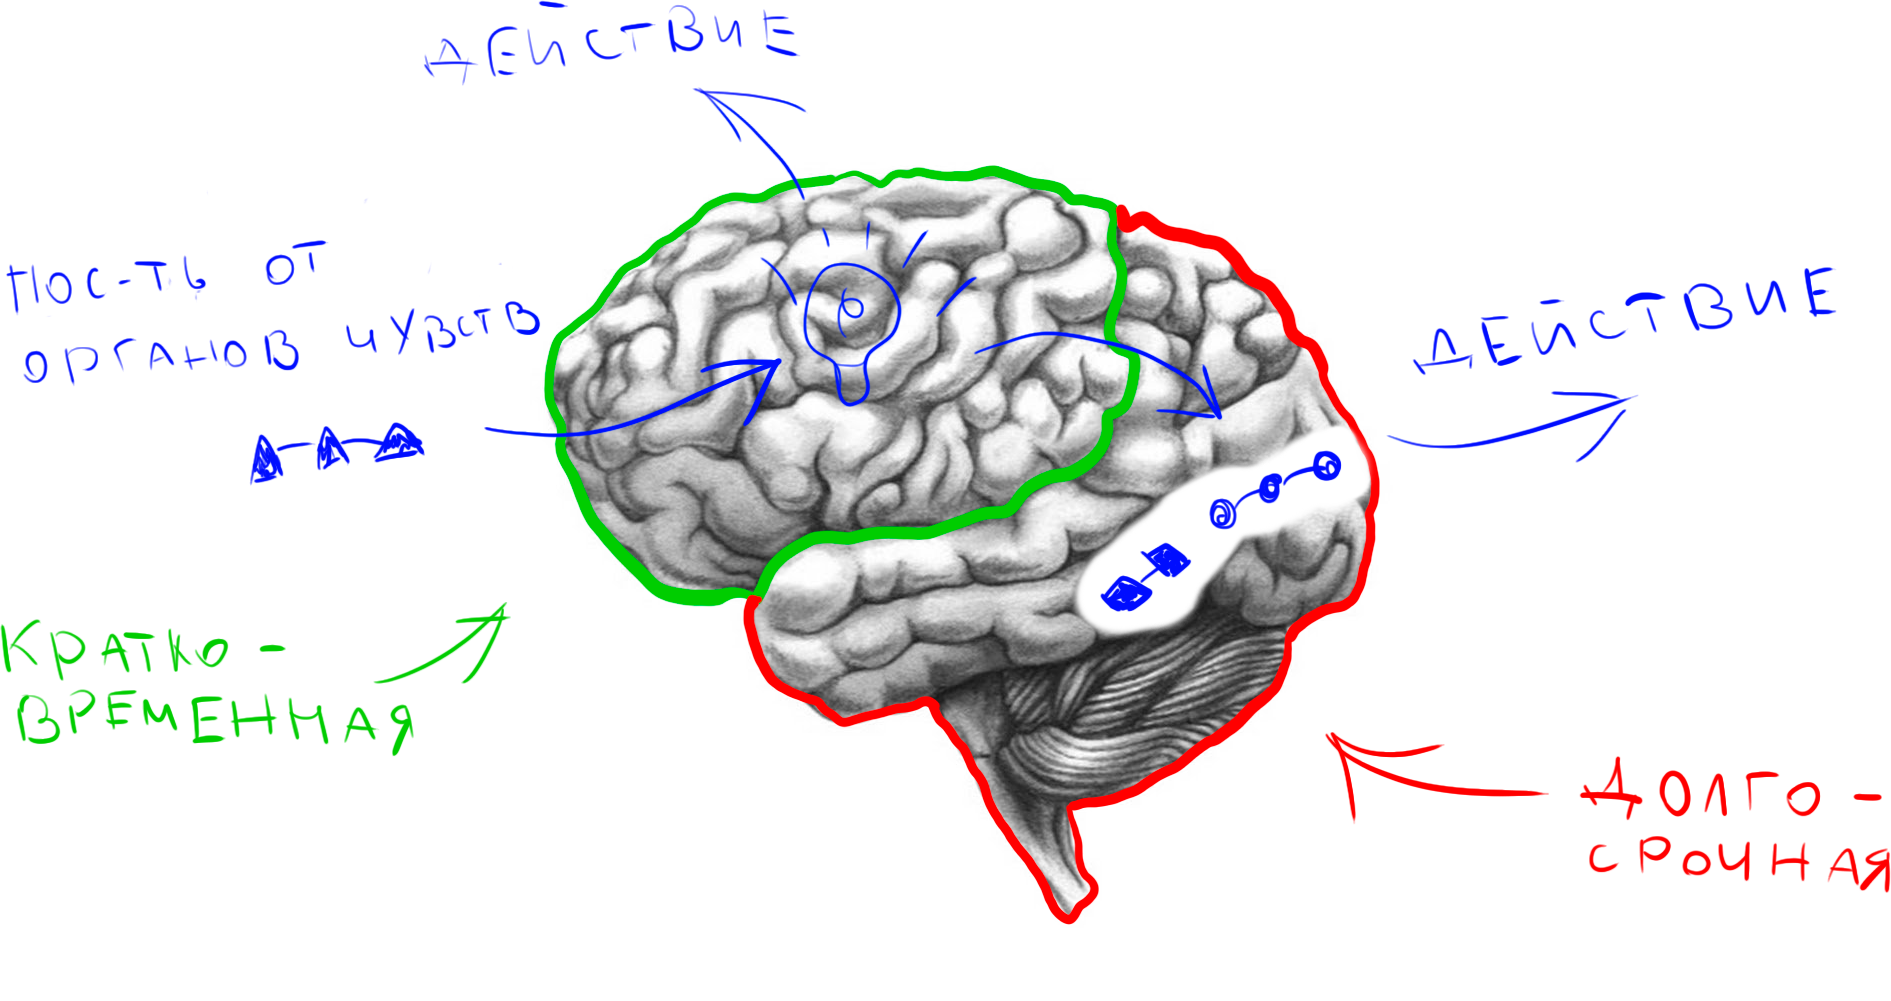 ДЕЙСТВИЕ
ПОС-ТЬ ОТ
ОРГАНОВ ЧУВСТВ
ДЕЙСТВИЕ
КРАТКО-
ВРЕМЕННАЯ
ДОЛГО-
СРОЧНАЯ